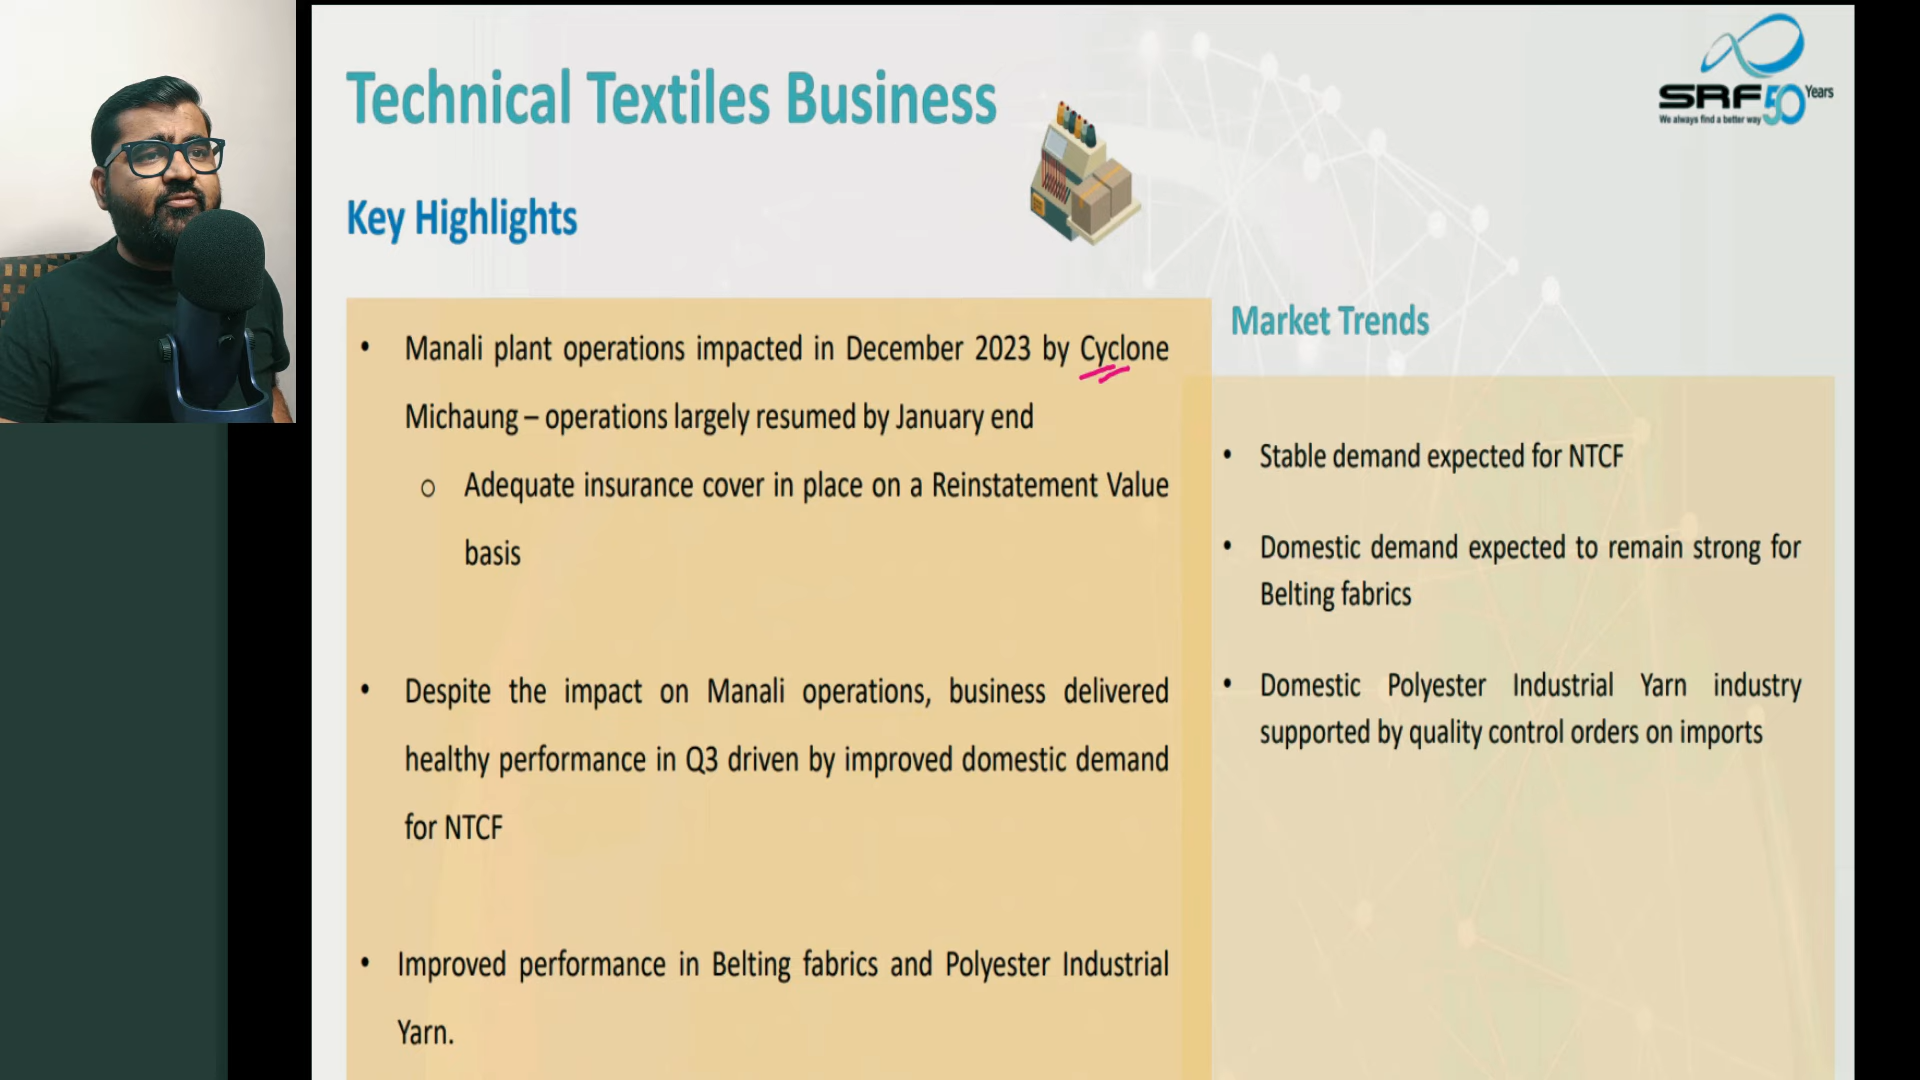 Technical Textiles Business
SRF 50 Years
We always find a better way
Key Highlights
• Manali plant operations impacted in December 2023 by Cyclone
Michaung – operations largely resumed by January end
o Adequate insurance cover in place on a Reinstatement Value
basis
• Despite the impact on Manali operations, business delivered
healthy performance in Q3 driven by improved domestic demand
for NTCF
• Improved performance in Belting fabrics and Polyester Industrial
Yarn.
Market Trends
• Stable demand expected for NTCF
• Domestic demand expected to remain strong for
Belting fabrics
• Domestic Polyester Industrial Yarn industry
supported by quality control orders on imports